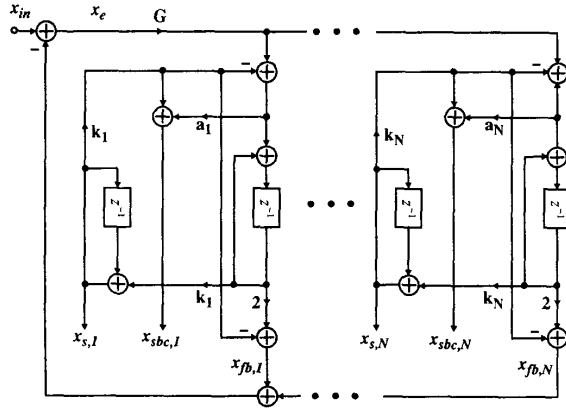 x_in x_e G
− − −
a_1 a_N
k_1 k_N
z^-1 z^-1 z^-1 z^-1
k_1 2 k_N 2
x_s,1 x_sbc,1 − x_s,N x_sbc,N −
x_fb,1 x_fb,N